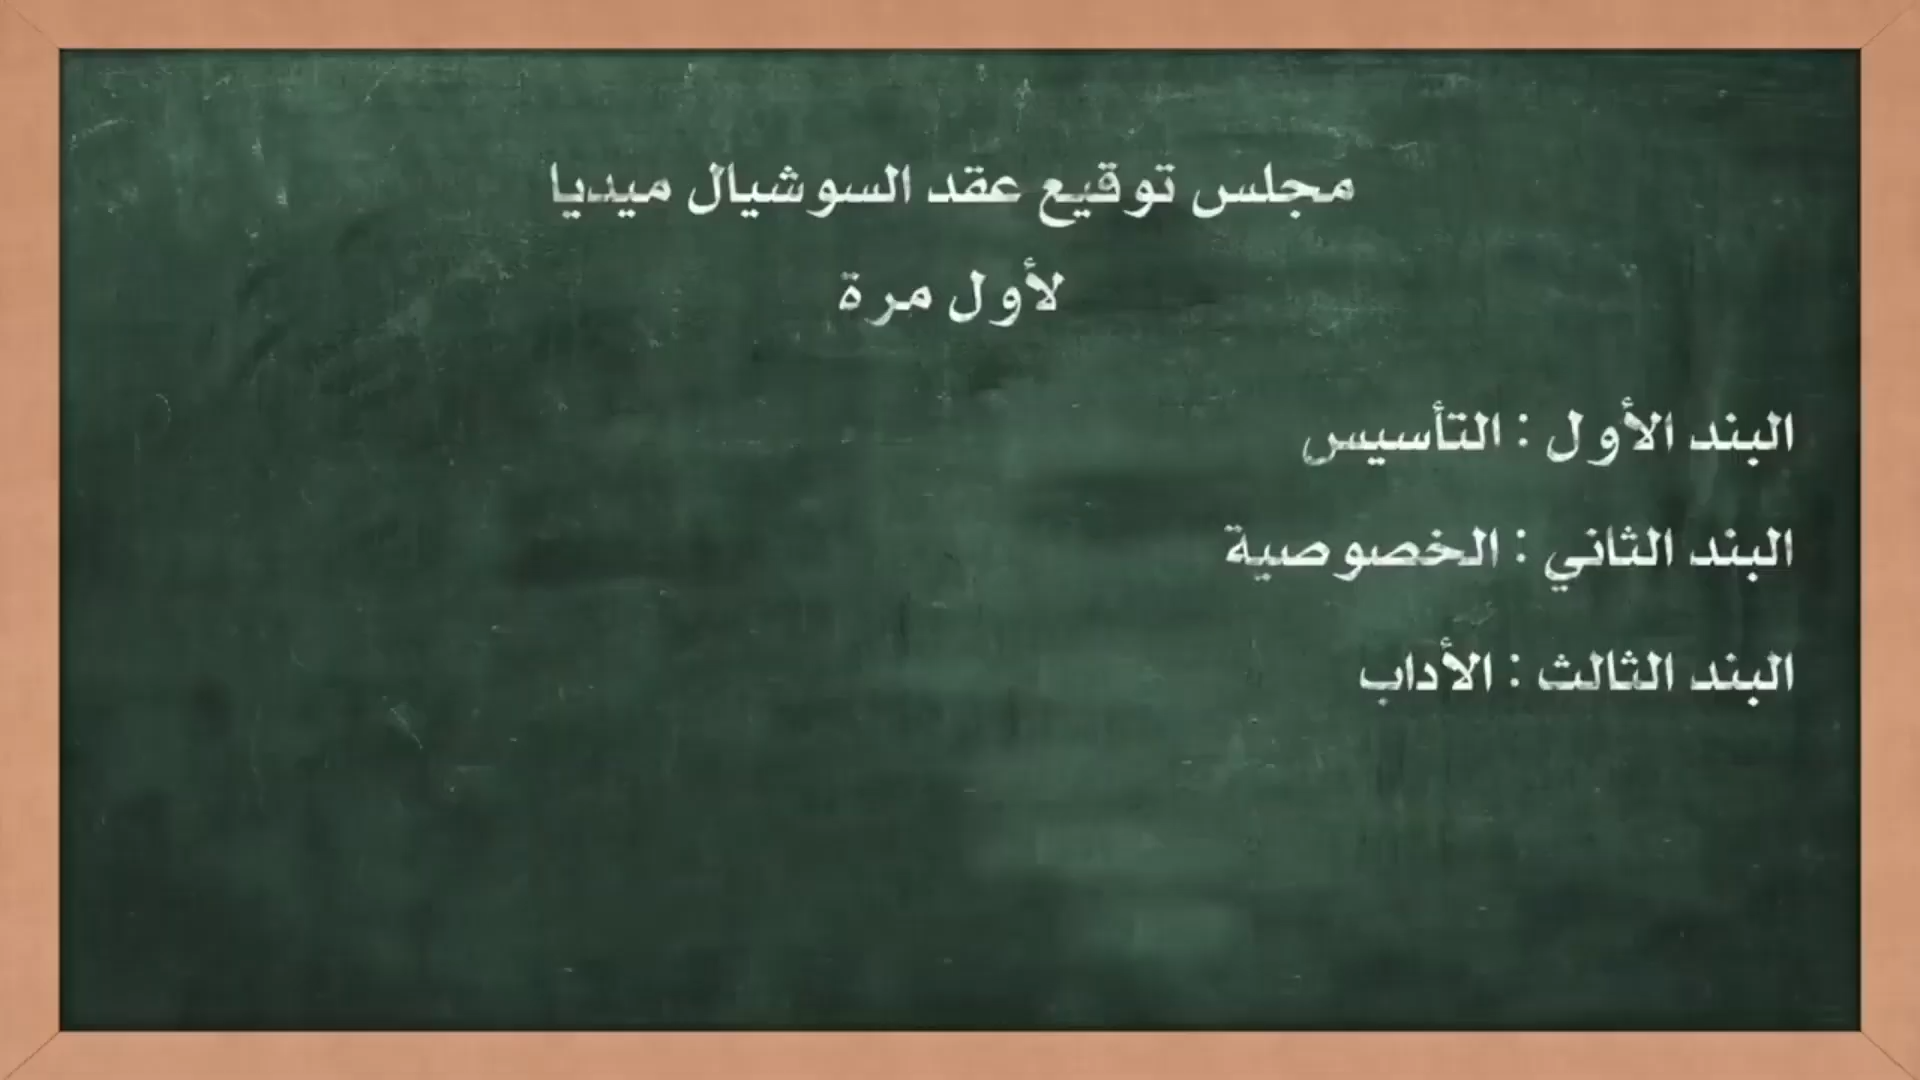 مجلس توقيع عقد السوشيال ميديا
لأول مرة
البند الأول : التأسيس
البند الثاني : الخصوصية
البند الثالث : الأداب